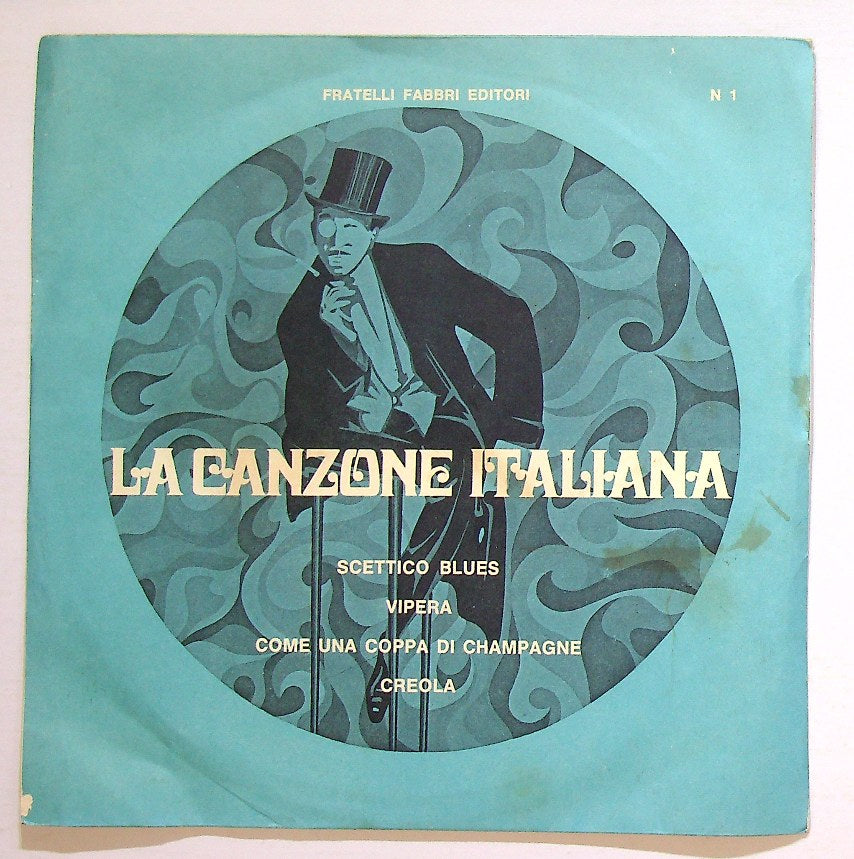 FRATELLI FABBRI EDITORI
N 1
LA CANZONE ITALIANA
SCETTICO BLUES
VIPERA
COME UNA COPPA DI CHAMPAGNE
CREOLA